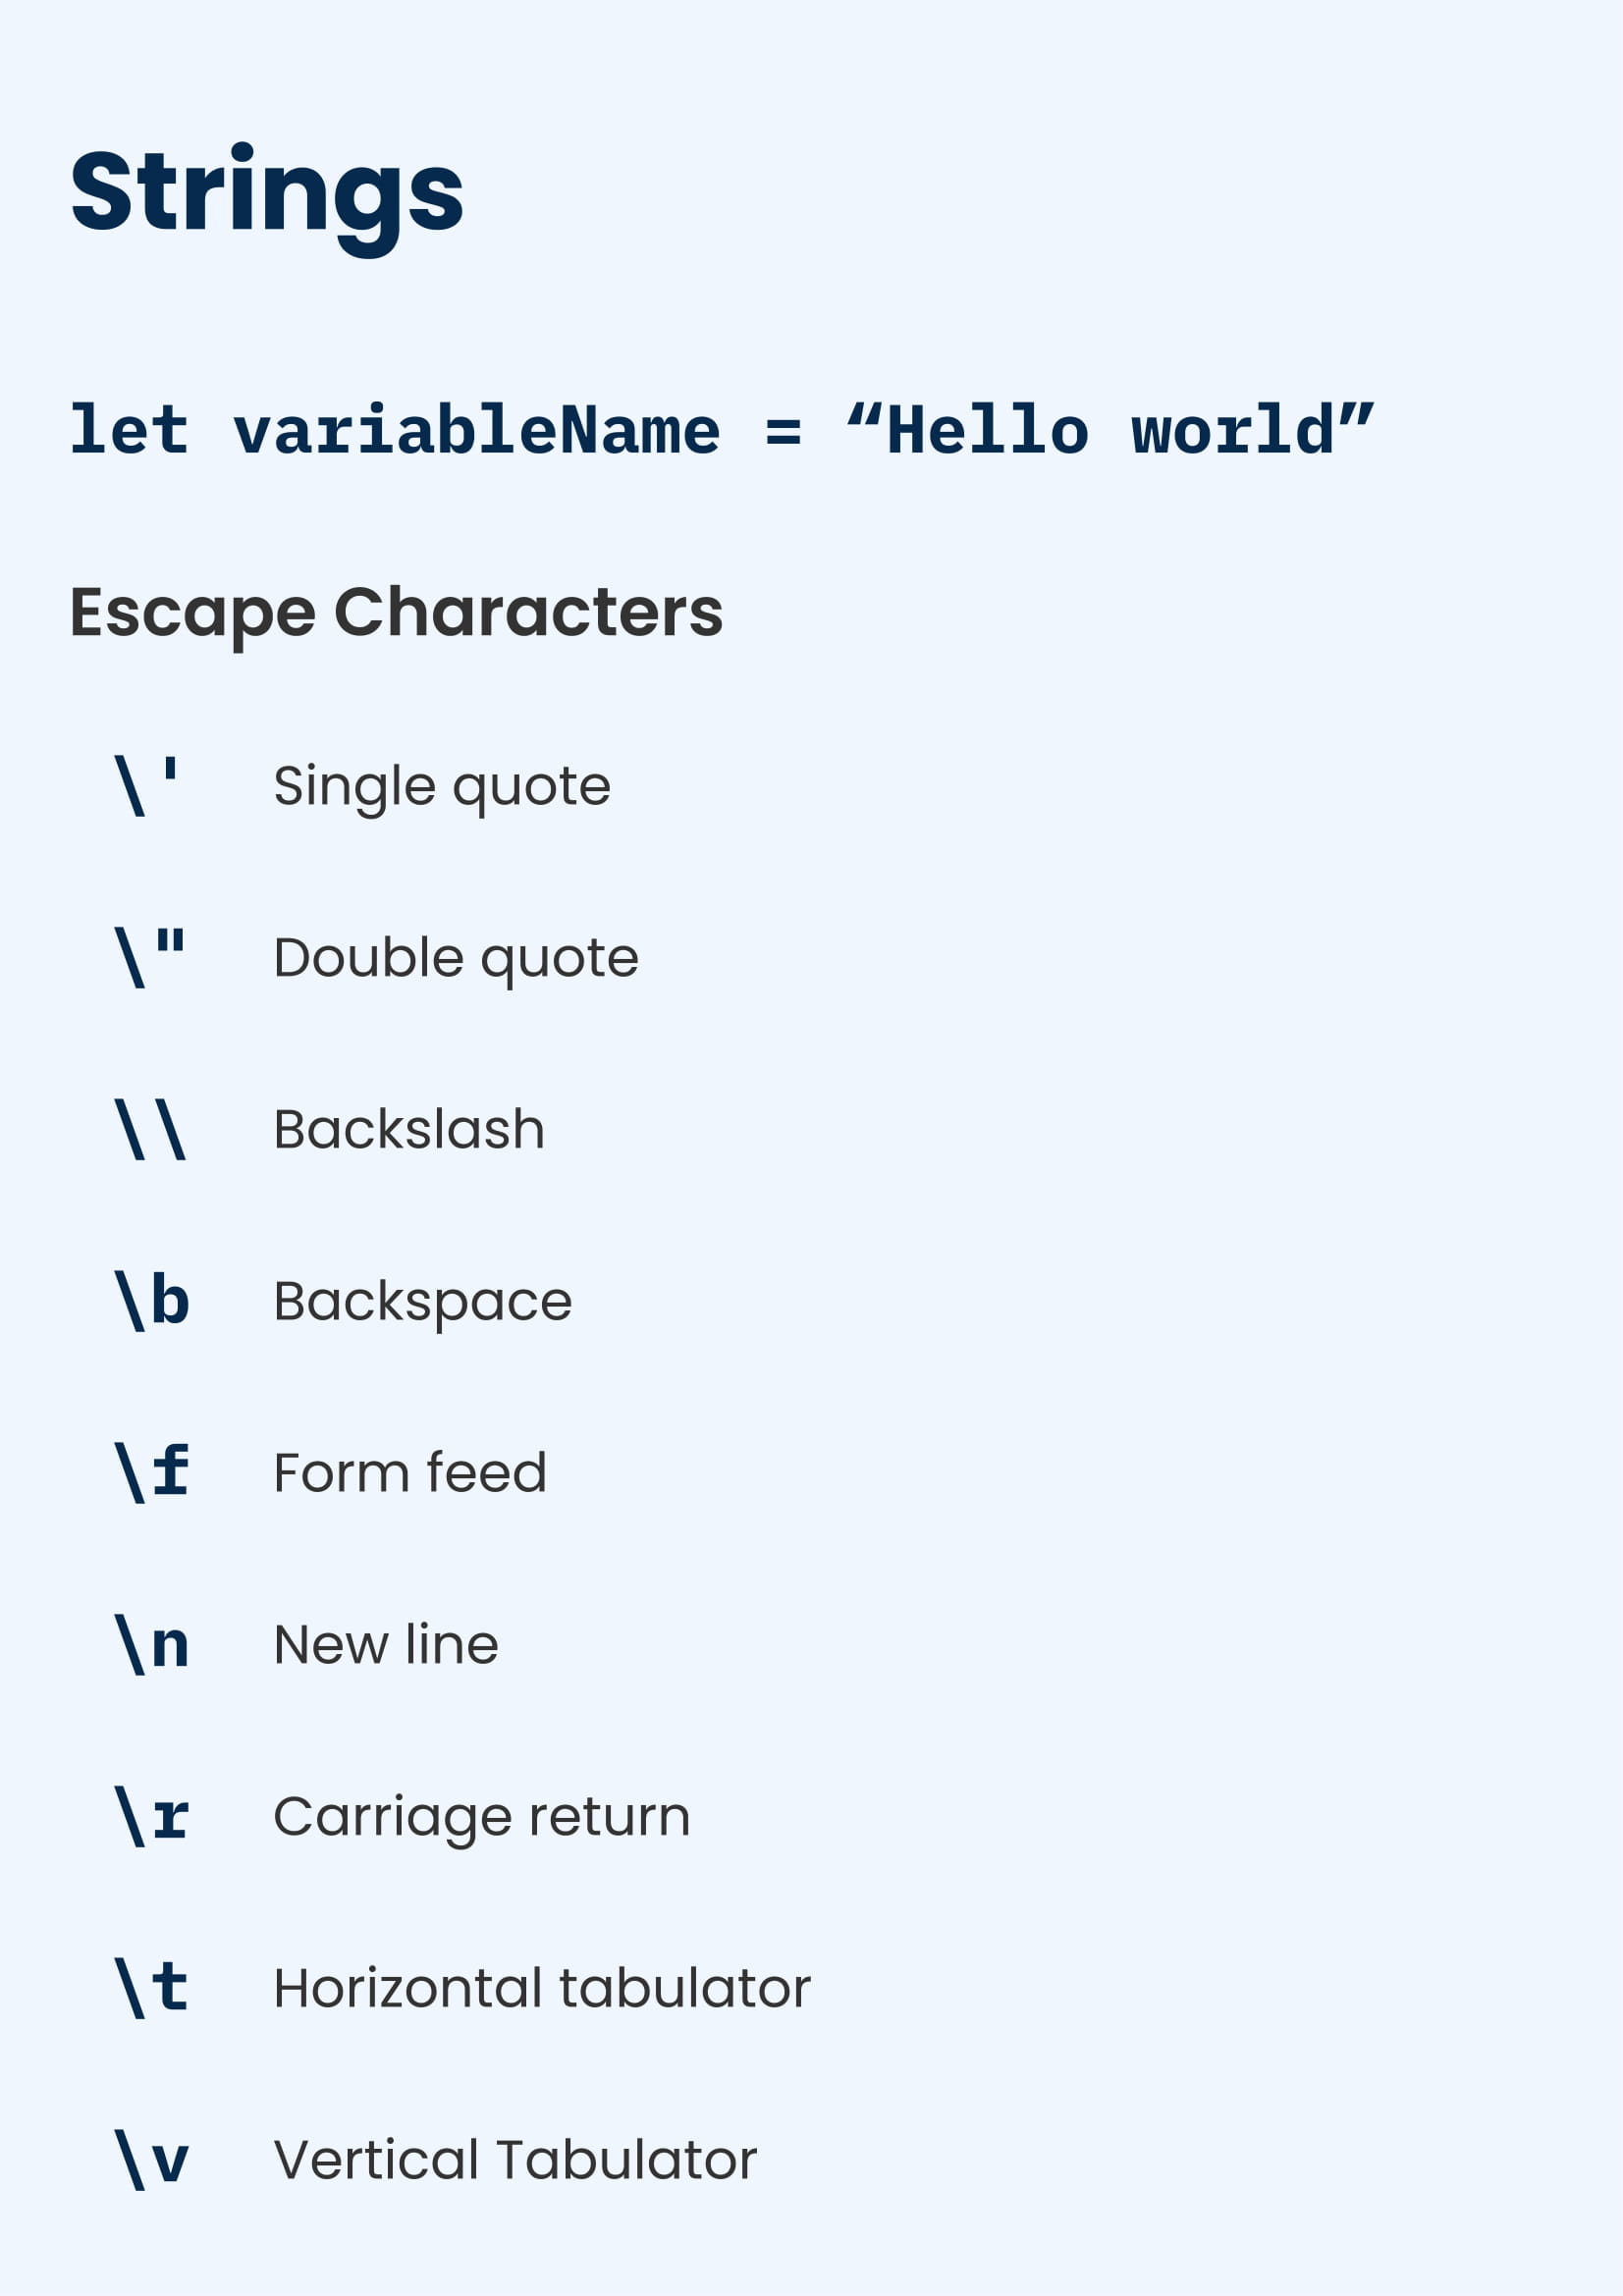 Strings
let variableName = “Hello world”
Escape Characters
\' Single quote
\" Double quote
\\ Backslash
\b Backspace
\f Form feed
\n New line
\r Carriage return
\t Horizontal tabulator
\v Vertical Tabulator